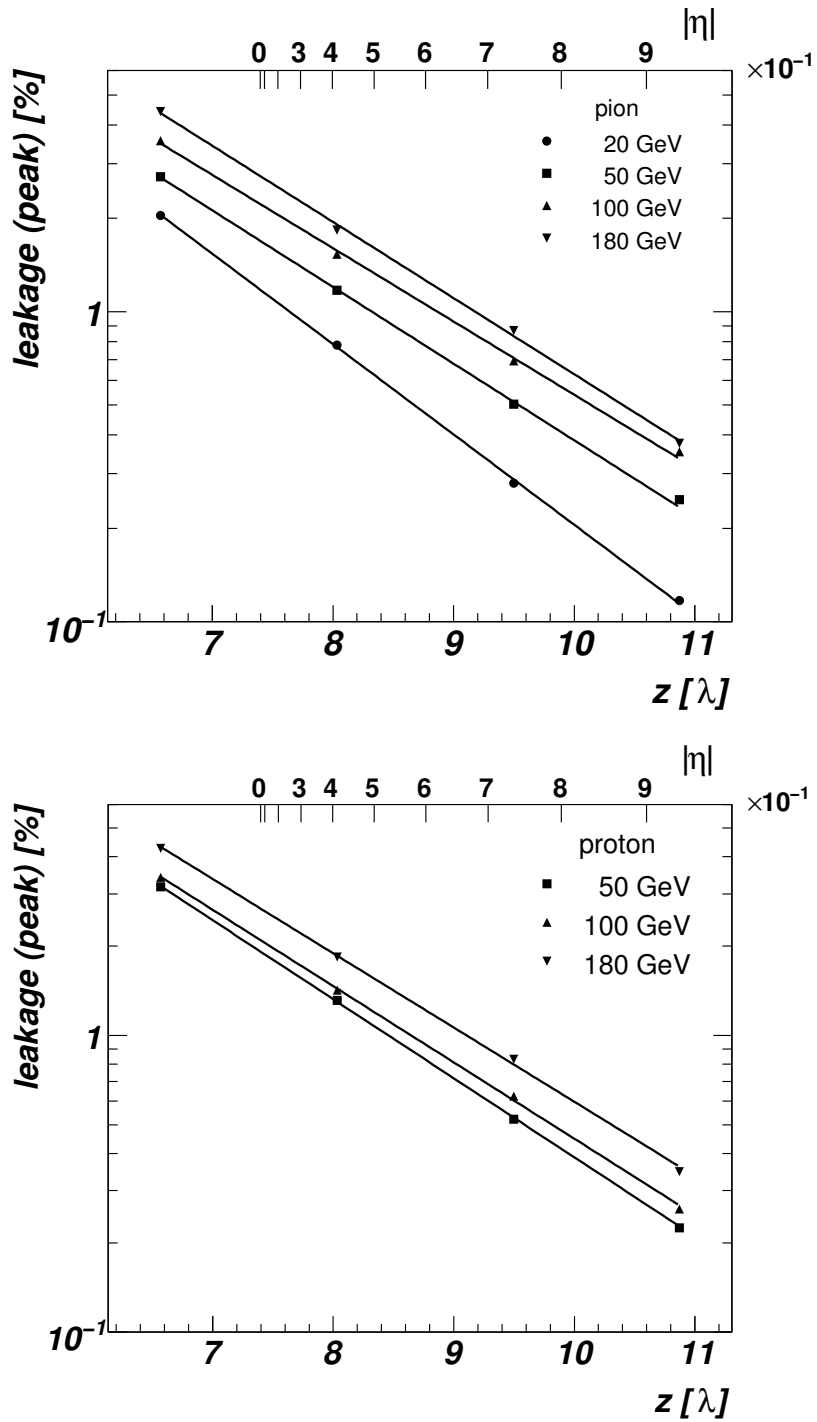 |η|
0 3 4 5 6 7 8 9 ×10⁻¹
leakage (peak) [%]
pion
20 GeV
50 GeV
100 GeV
180 GeV
1
10⁻¹
7 8 9 10 11
z [λ]
|η|
0 3 4 5 6 7 8 9 ×10⁻¹
leakage (peak) [%]
proton
50 GeV
100 GeV
180 GeV
1
10⁻¹
7 8 9 10 11
z [λ]